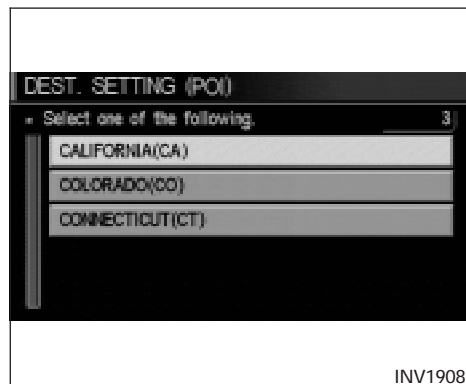 DEST. SETTING (POI)
Select one of the following.
3
CALIFORNIA(CA)
COLORADO(CO)
CONNECTICUT(CT)
INV1908